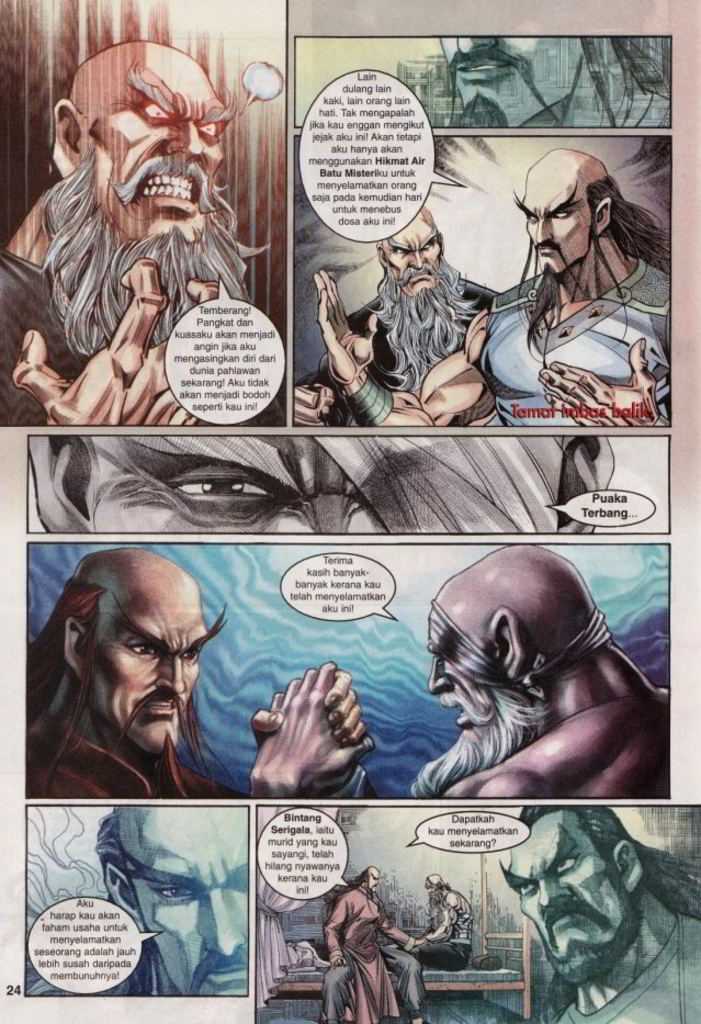 Temberang!
Pangkat dan
kuasaku akan menjadi
angin jika aku
mengasingkan diri dari
dunia pahlawan
sekarang! Aku tidak
akan menjadi bodoh
seperti kau ini!
Lain
dulang lain
kaki, lain orang lain
hati. Tak mengapalah
jika kau enggan mengikut
jejak aku ini! Akan tetapi
aku hanya akan
menggunakan Hikmat Air
Batu Misteriku untuk
menyelamatkan orang
saja pada kemudian hari
untuk menebus
dosa aku ini!
Tamat imbas balik
Puaka
Terbang...
Terima
kasih banyak-
banyak kerana kau
telah menyelamatkan
aku ini!
Aku
harap kau akan
faham usaha untuk
menyelamatkan
seseorang adalah jauh
lebih susah daripada
membunuhnya!
Bintang
Serigala, iaitu
murid yang kau
sayangi, telah
hilang nyawanya
kerana kau
ini!
Dapatkah
kau menyelamatkan
sekarang?
24